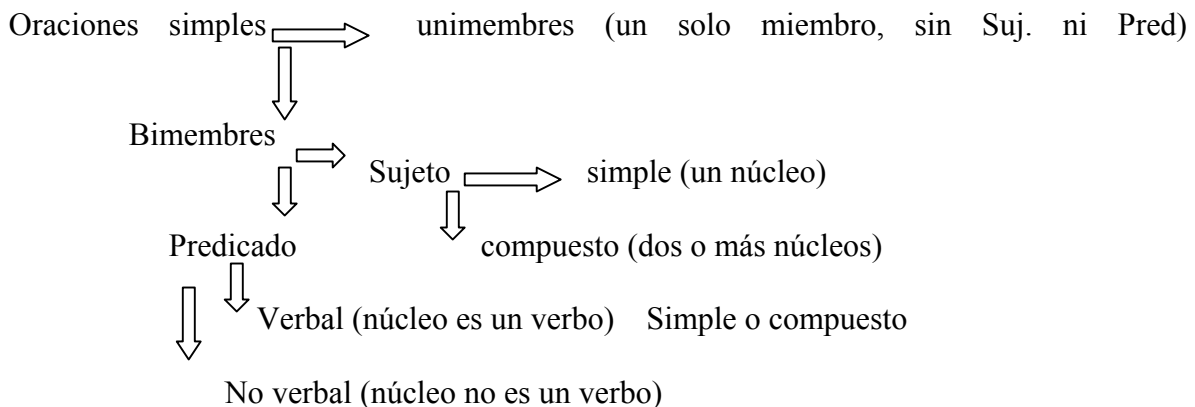 Oraciones simples unimembres (un solo miembro, sin Suj. ni Pred)
Bimembres
Sujeto simple (un núcleo)
Predicado compuesto (dos o más núcleos)
Verbal (núcleo es un verbo) Simple o compuesto
No verbal (núcleo no es un verbo)